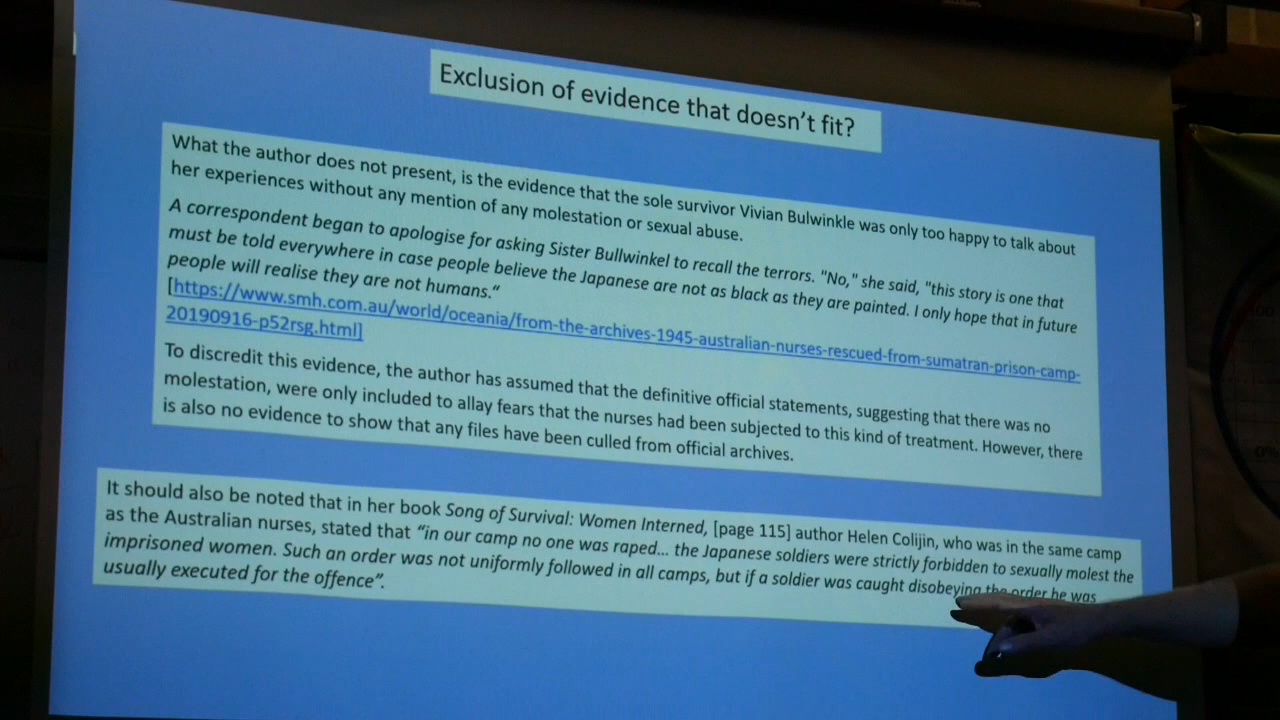 Exclusion of evidence that doesn't fit?
What the author does not present, is the evidence that the sole survivor Vivian Bulwinkle was only too happy to talk about
her experiences without any mention of any molestation or sexual abuse.
A correspondent began to apologise for asking Sister Bullwinkel to recall the terrors. "No," she said, "this story is one that
must be told everywhere in case people believe the Japanese are not as black as they are painted. I only hope that in future
people will realise they are not humans.“
[https://www.smh.com.au/world/oceania/from-the-archives-1945-australian-nurses-rescued-from-sumatran-prison-camp-
20190916-p52rsg.html]
To discredit this evidence, the author has assumed that the definitive official statements, suggesting that there was no
molestation, were only included to allay fears that the nurses had been subjected to this kind of treatment. However, there
is also no evidence to show that any files have been culled from official archives.
It should also be noted that in her book Song of Survival: Women Interned, [page 115] author Helen Colijin, who was in the same camp
as the Australian nurses, stated that “in our camp no one was raped... the Japanese soldiers were strictly forbidden to sexually molest the
imprisoned women. Such an order was not uniformly followed in all camps, but if a soldier was caught disobeying the order he was
usually executed for the offence”.